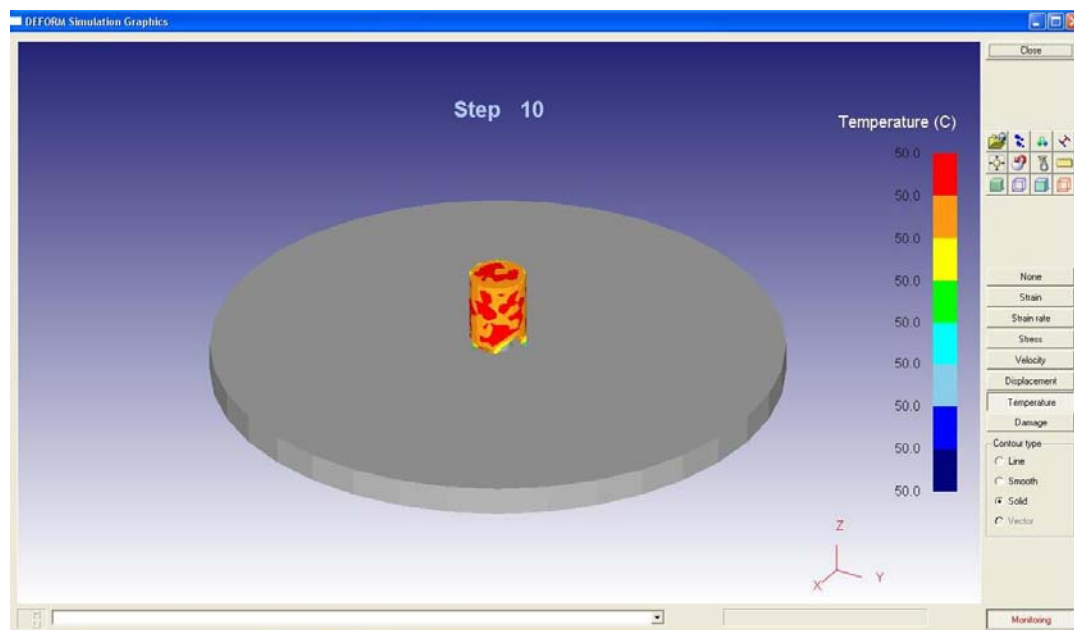 DEFORM Simulation Graphics
Close
Step 10
Temperature (C)
50.0
50.0
50.0
50.0
50.0
50.0
50.0
50.0
50.0
None
Strain
Strain rate
Stress
Velocity
Displacement
Temperature
Damage
Contour type
Line
Smooth
Solid
Vector
Z
X
Y
Monitoring